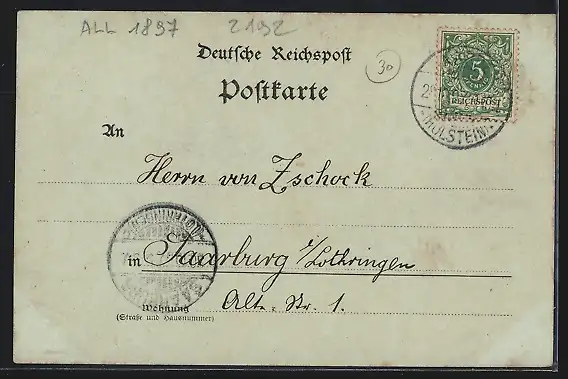 ALL 1897 2192
30
Deutsche Reichspost
Postkarte
5
REICHSPOST
HOLSTEIN
An
Herrn von Zschock
in Saarburg i/Lothringen
Alte-Str. 1.
Wohnung
(Straße und Hausnummer)